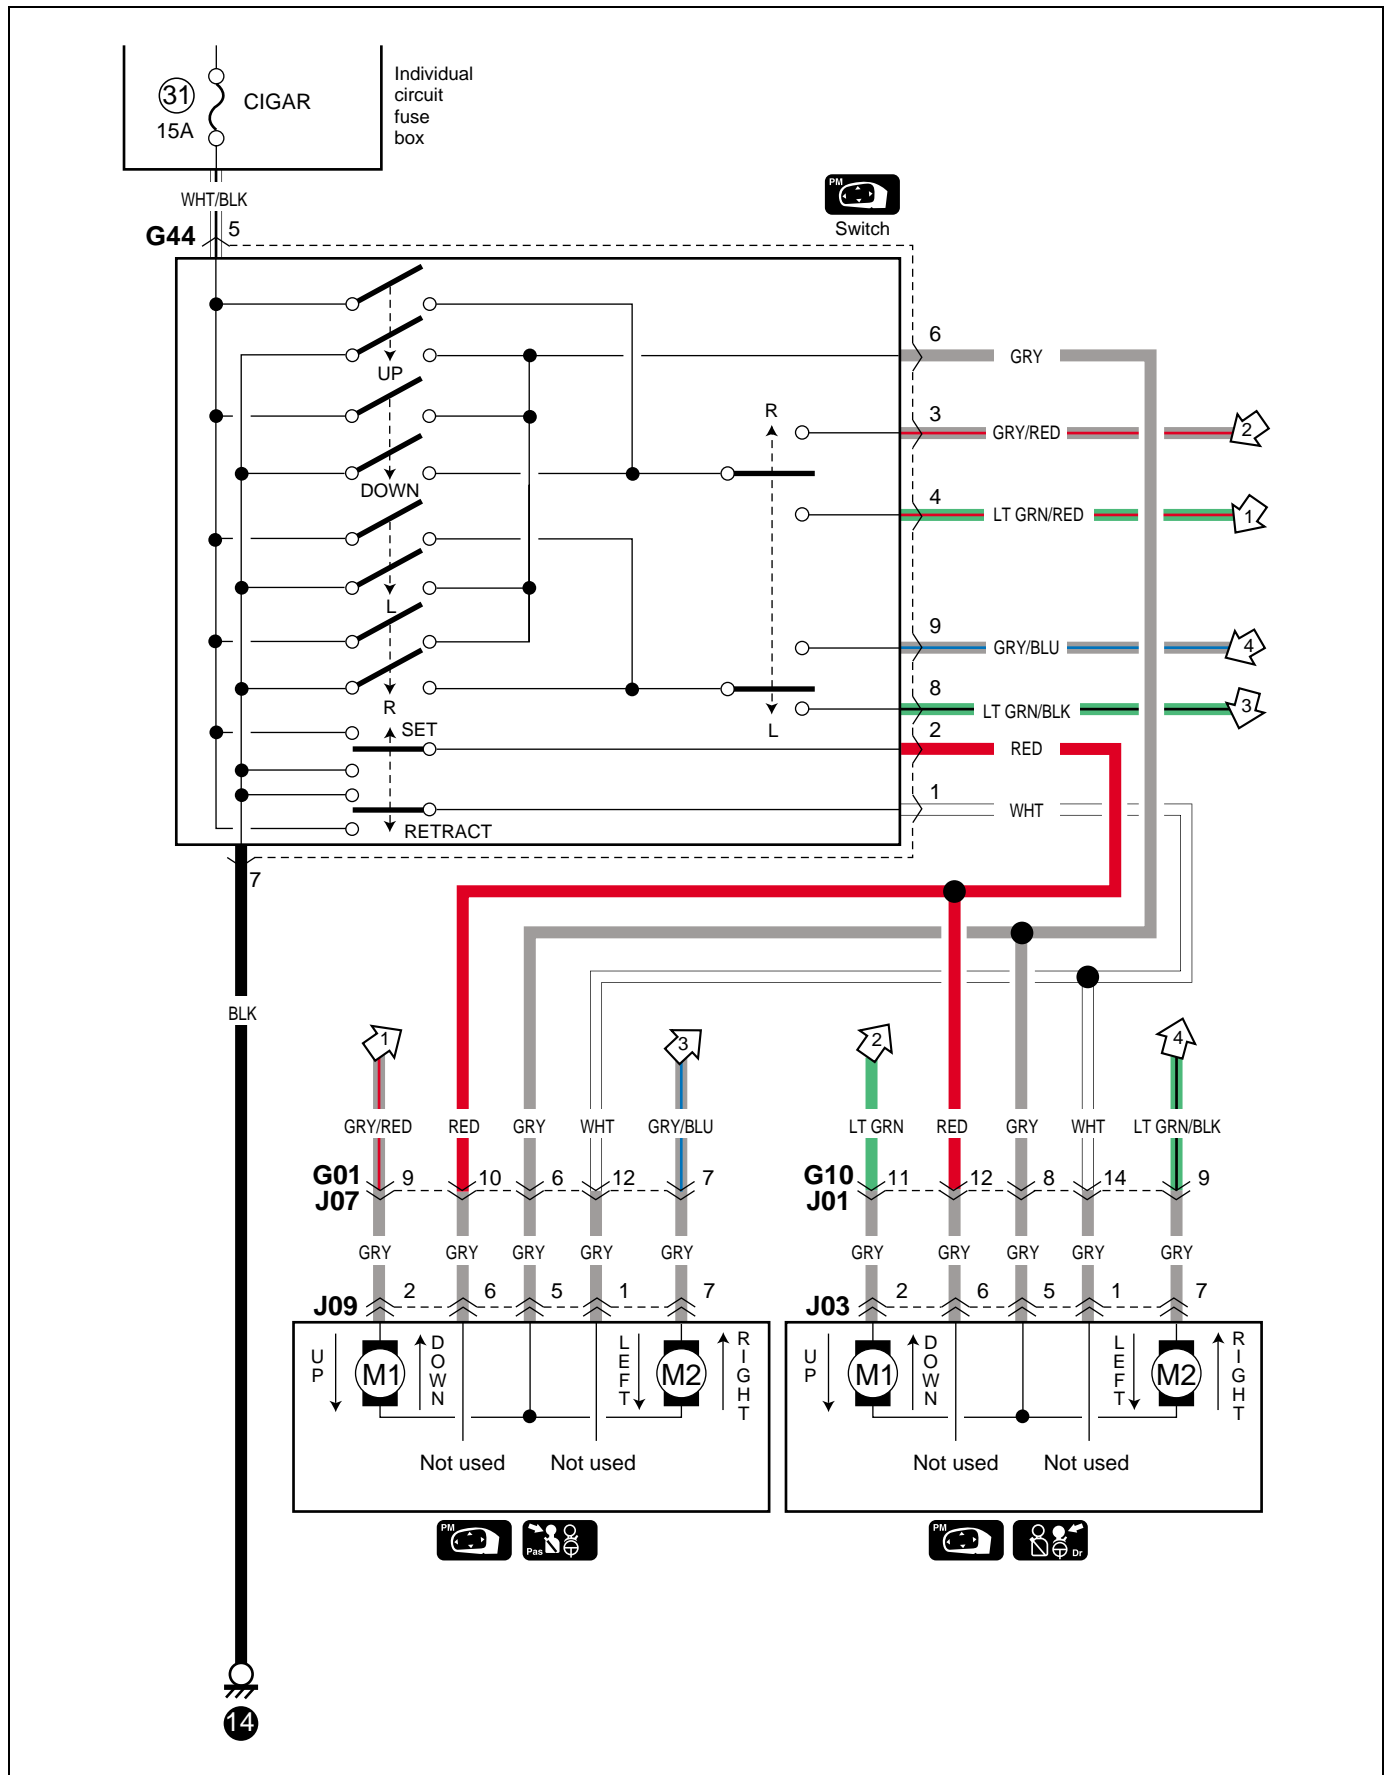 31
15A
CIGAR
Individual
circuit
fuse
box
WHT/BLK
G44
5
PM
Switch
UP
DOWN
L
R
SET
RETRACT
R
L
6
GRY
3
GRY/RED
2
4
LT GRN/RED
1
9
GRY/BLU
4
8
LT GRN/BLK
3
2
RED
1
WHT
7
BLK
1
3
2
4
GRY/RED
RED
GRY
WHT
GRY/BLU
LT GRN
RED
GRY
WHT
LT GRN/BLK
G01
9
10
6
12
7
G10
11
12
8
14
9
J07
J01
GRY
GRY
GRY
GRY
GRY
GRY
GRY
GRY
GRY
GRY
J09
2
6
5
1
7
J03
2
6
5
1
7
UP
M1
DOWN
LEFT
M2
RIGHT
UP
M1
DOWN
LEFT
M2
RIGHT
Not used
Not used
Not used
Not used
PM
Pas
PM
Dr
14